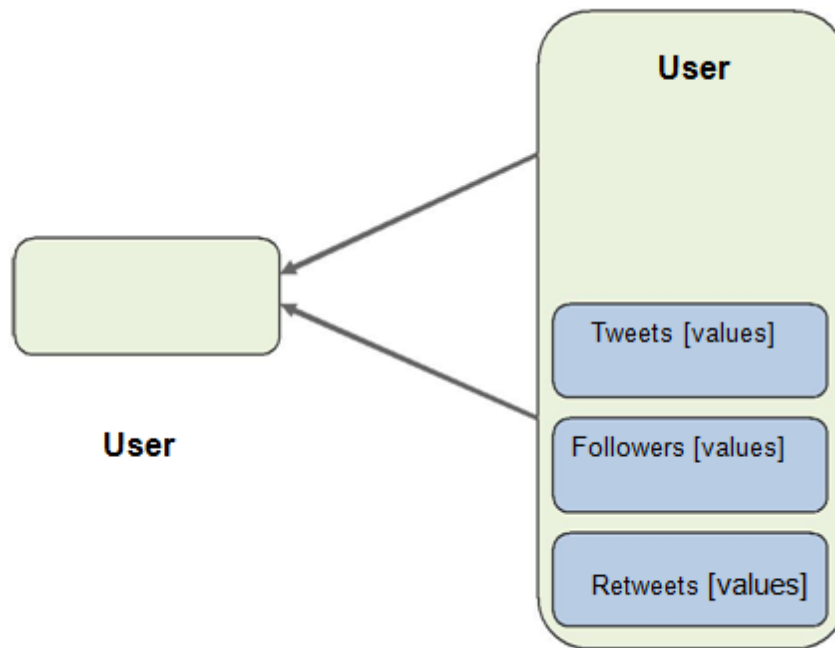 User
Tweets [values]
User
Followers [values]
Retweets [values]